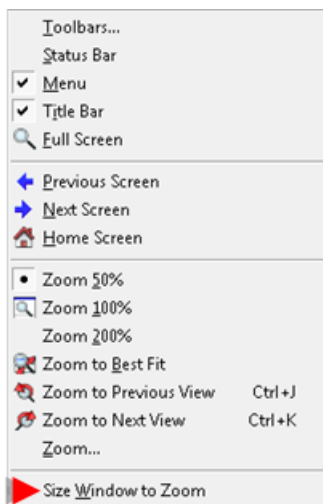 Toolbars...
Status Bar
Menu
Title Bar
Full Screen
Previous Screen
Next Screen
Home Screen
Zoom 50%
Zoom 100%
Zoom 200%
Zoom to Best Fit
Zoom to Previous View Ctrl+J
Zoom to Next View Ctrl+K
Zoom...
Size Window to Zoom